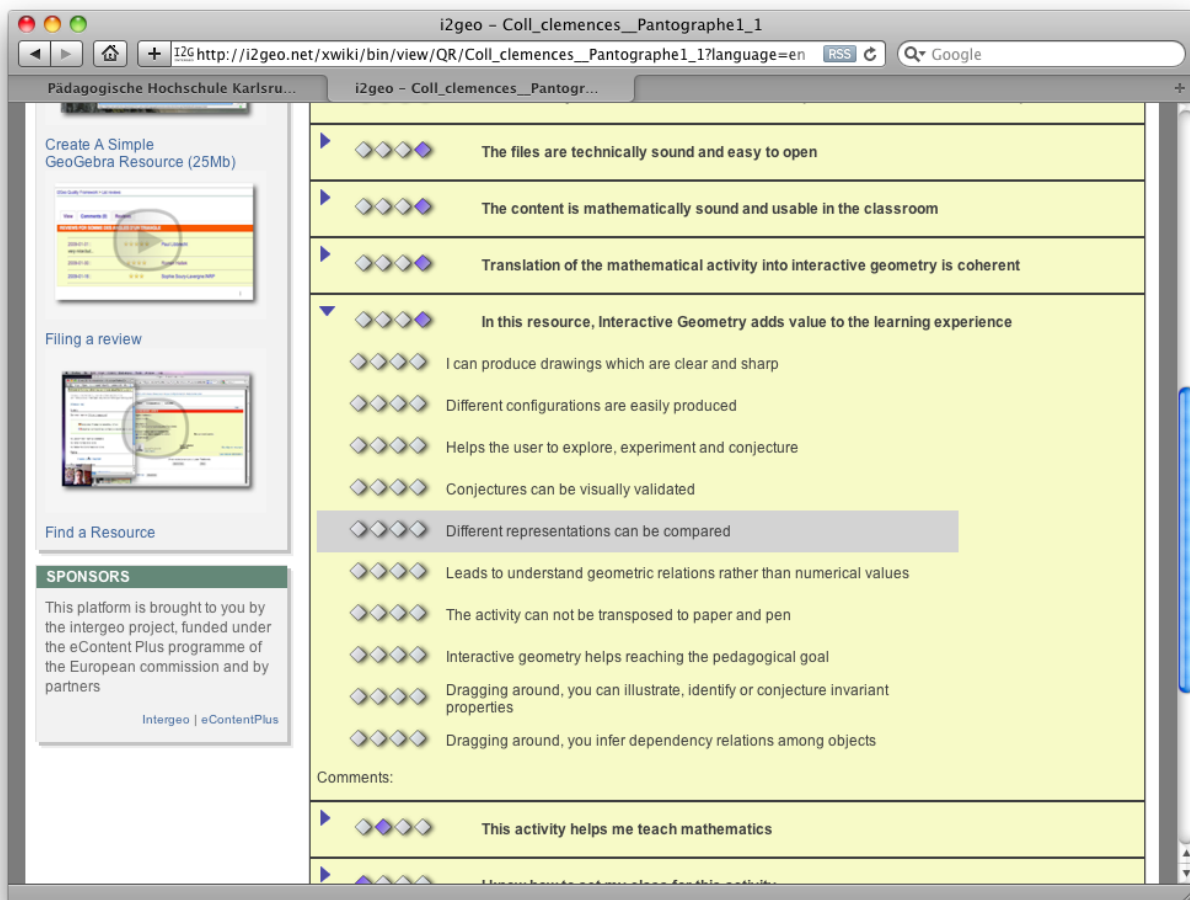 i2geo – Coll_clemences__Pantographe1_1
http://i2geo.net/xwiki/bin/view/QR/Coll_clemences__Pantographe1_1?language=en
RSS
Google
Pädagogische Hochschule Karlsru...
i2geo – Coll_clemences__Pantogr...
Create A Simple
GeoGebra Resource (25Mb)
Filing a review
Find a Resource
SPONSORS
This platform is brought to you by
the intergeo project, funded under
the eContent Plus programme of
the European commission and by
partners
Intergeo | eContentPlus
The files are technically sound and easy to open
The content is mathematically sound and usable in the classroom
Translation of the mathematical activity into interactive geometry is coherent
In this resource, Interactive Geometry adds value to the learning experience
I can produce drawings which are clear and sharp
Different configurations are easily produced
Helps the user to explore, experiment and conjecture
Conjectures can be visually validated
Different representations can be compared
Leads to understand geometric relations rather than numerical values
The activity can not be transposed to paper and pen
Interactive geometry helps reaching the pedagogical goal
Dragging around, you can illustrate, identify or conjecture invariant
properties
Dragging around, you infer dependency relations among objects
Comments:
This activity helps me teach mathematics
I know how to set my class for this activity